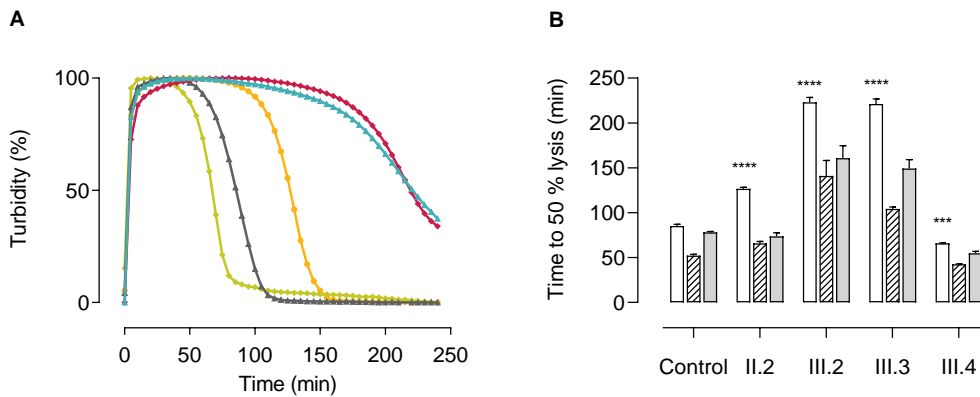 A
B
Turbidity (%)
100
50
0
0 50 100 150 200 250
Time (min)
Time to 50 % lysis (min)
250
200
150
100
50
0
****
****
****
***
Control II.2 III.2 III.3 III.4